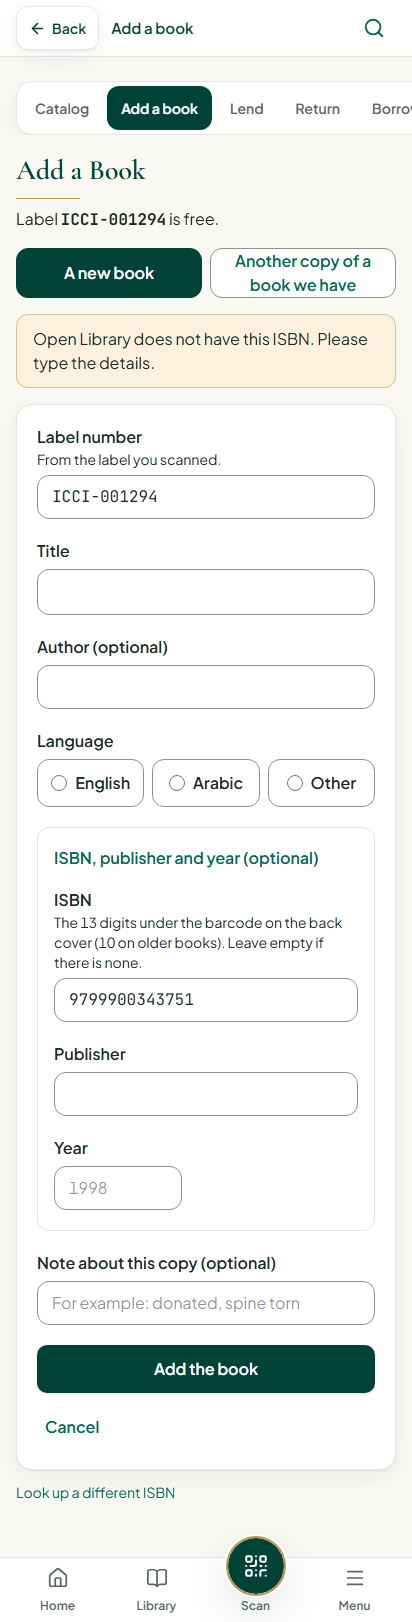 Back
Add a book
Catalog
Add a book
Lend
Return
Borrow
Add a Book
Label ICCI-001294 is free.
A new book
Another copy of a
book we have
Open Library does not have this ISBN. Please
type the details.
Label number
From the label you scanned.
ICCI-001294
Title
Author (optional)
Language
English
Arabic
Other
ISBN, publisher and year (optional)
ISBN
The 13 digits under the barcode on the back
cover (10 on older books). Leave empty if
there is none.
9799900343751
Publisher
Year
1998
Note about this copy (optional)
For example: donated, spine torn
Add the book
Cancel
Look up a different ISBN
Home
Library
Scan
Menu